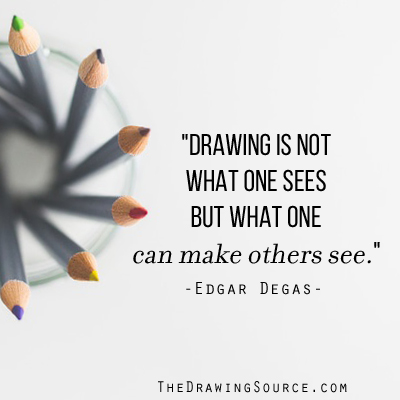 "DRAWING IS NOT
WHAT ONE SEES
BUT WHAT ONE
can make others see."
-EDGAR DEGAS-
THEDRAWINGSOURCE.COM